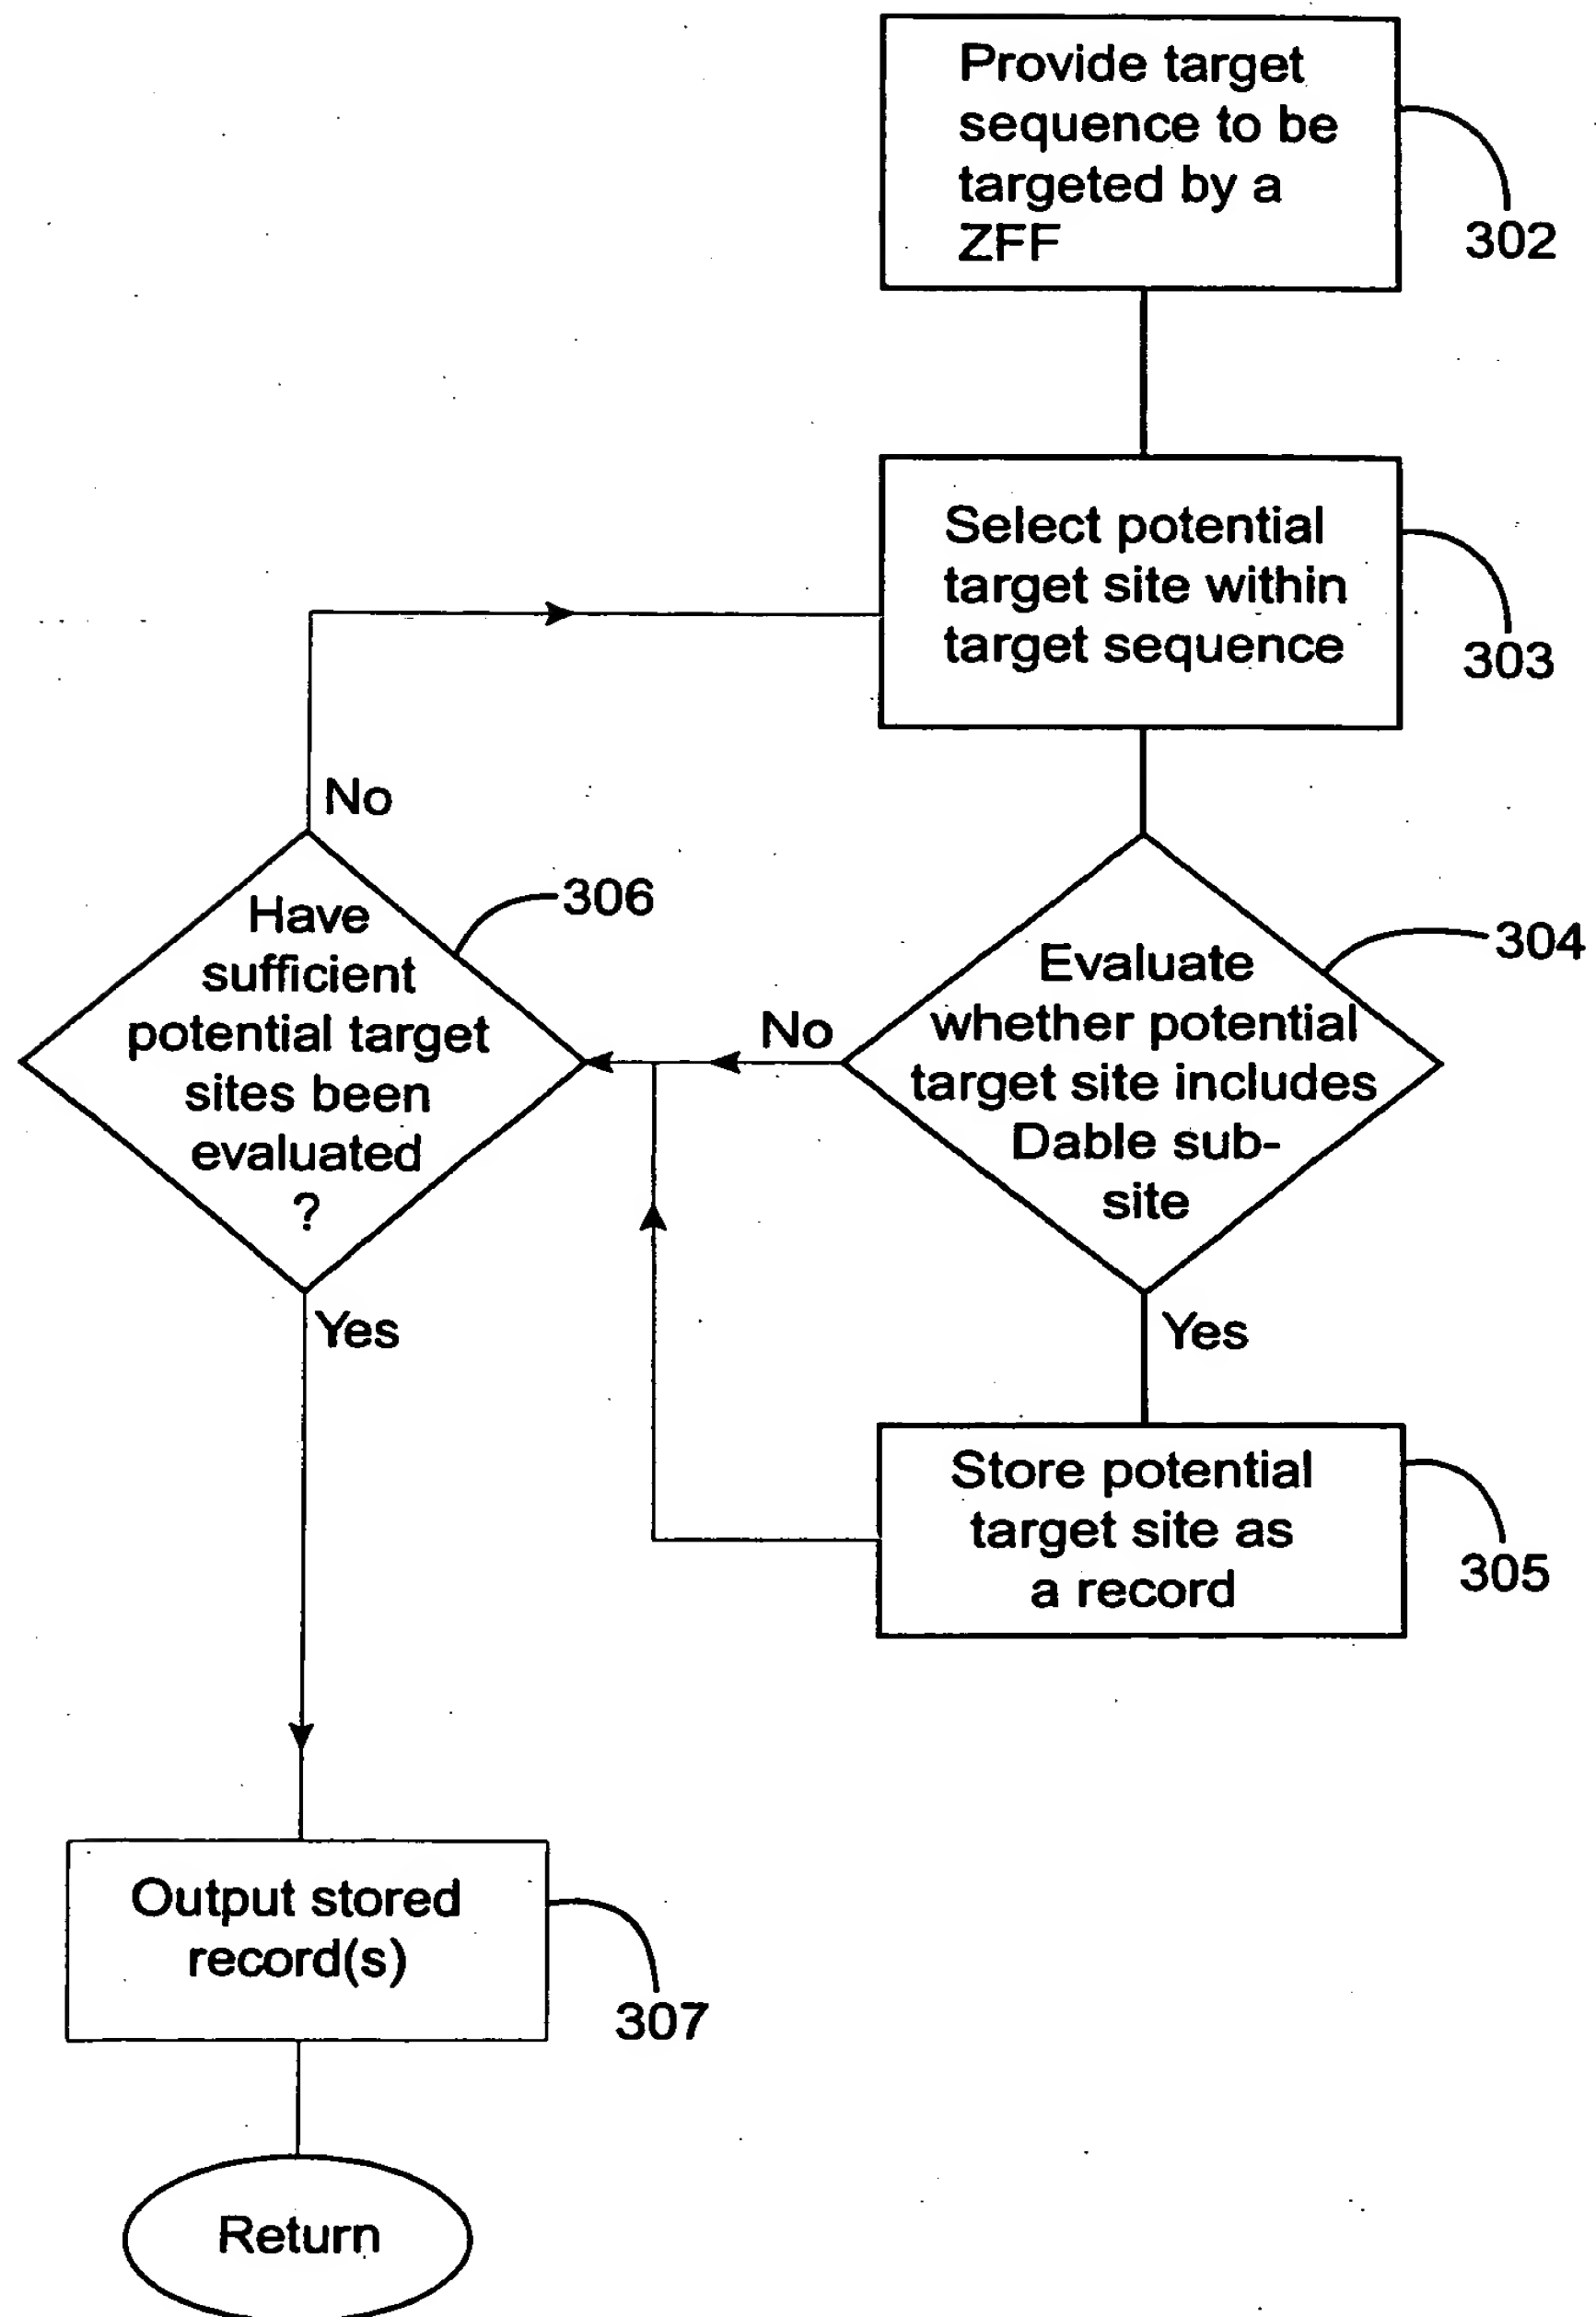 Provide target
sequence to be
targeted by a
ZFF
302
Select potential
target site within
target sequence
303
No
Have
sufficient
potential target
sites been
evaluated
?
306
Evaluate
whether potential
target site includes
Dable sub-
site
304
No
Yes
Yes
Store potential
target site as
a record
305
Output stored
record(s)
307
Return